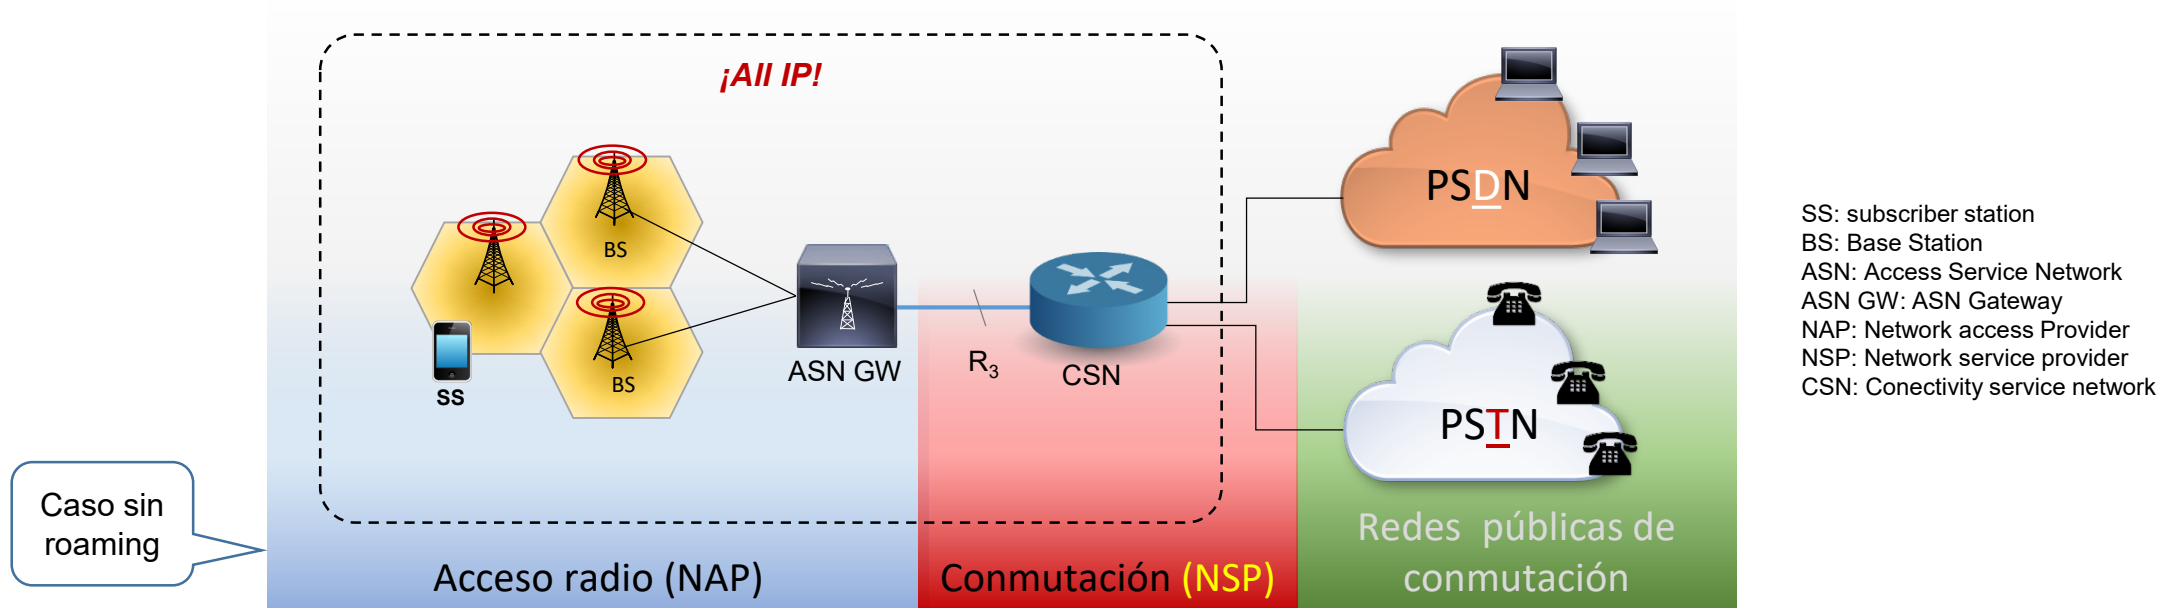 ¡All IP!
BS
BS
SS
ASN GW
R3
CSN
PSDN
PSTN
Caso sin
roaming
Acceso radio (NAP)
Conmutación (NSP)
Redes públicas de
conmutación
SS: subscriber station
BS: Base Station
ASN: Access Service Network
ASN GW: ASN Gateway
NAP: Network access Provider
NSP: Network service provider
CSN: Conectivity service network